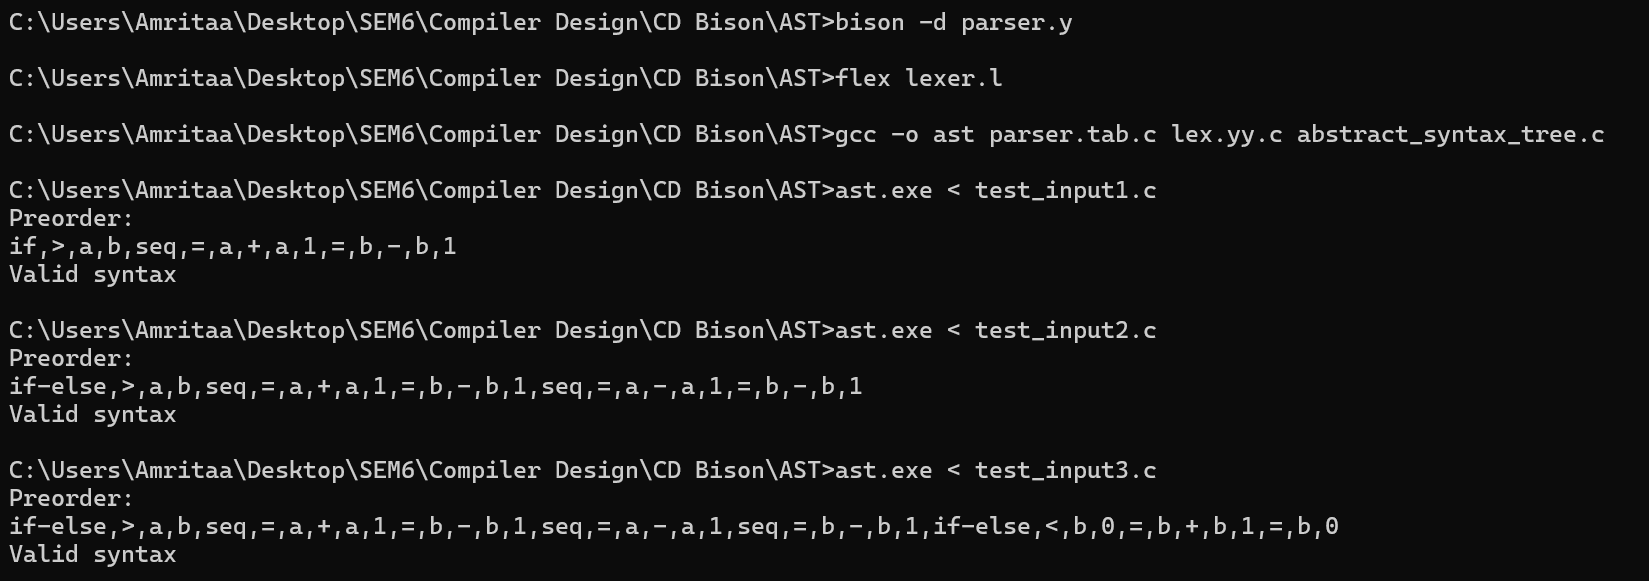 C:\Users\Amritaa\Desktop\SEM6\Compiler Design\CD Bison\AST>bison -d parser.y
C:\Users\Amritaa\Desktop\SEM6\Compiler Design\CD Bison\AST>flex lexer.l
C:\Users\Amritaa\Desktop\SEM6\Compiler Design\CD Bison\AST>gcc -o ast parser.tab.c lex.yy.c abstract_syntax_tree.c
C:\Users\Amritaa\Desktop\SEM6\Compiler Design\CD Bison\AST>ast.exe < test_input1.c
Preorder:
if,>,a,b,seq,=,a,+,a,1,=,b,-,b,1
Valid syntax
C:\Users\Amritaa\Desktop\SEM6\Compiler Design\CD Bison\AST>ast.exe < test_input2.c
Preorder:
if-else,>,a,b,seq,=,a,+,a,1,=,b,-,b,1,seq,=,a,-,a,1,=,b,-,b,1
Valid syntax
C:\Users\Amritaa\Desktop\SEM6\Compiler Design\CD Bison\AST>ast.exe < test_input3.c
Preorder:
if-else,>,a,b,seq,=,a,+,a,1,=,b,-,b,1,seq,=,a,-,a,1,seq,=,b,-,b,1,if-else,<,b,0,=,b,+,b,1,=,b,0
Valid syntax